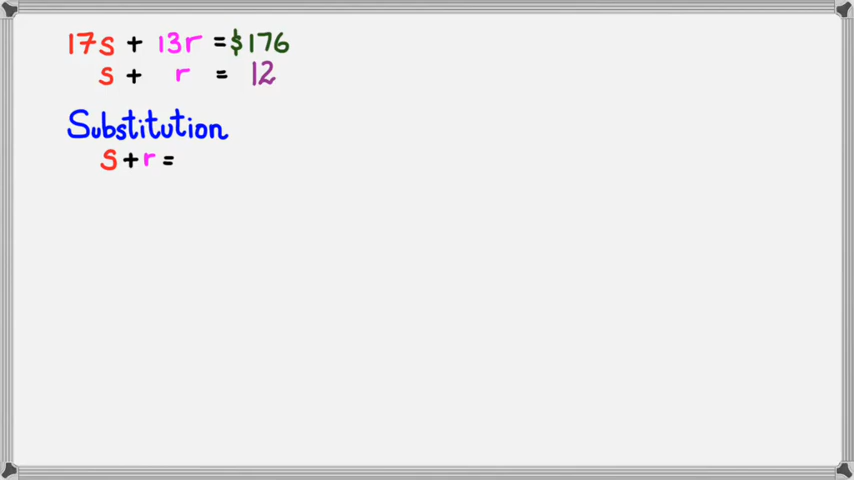 17s + 13r = $176
s + r = 12
Substitution
s + r =